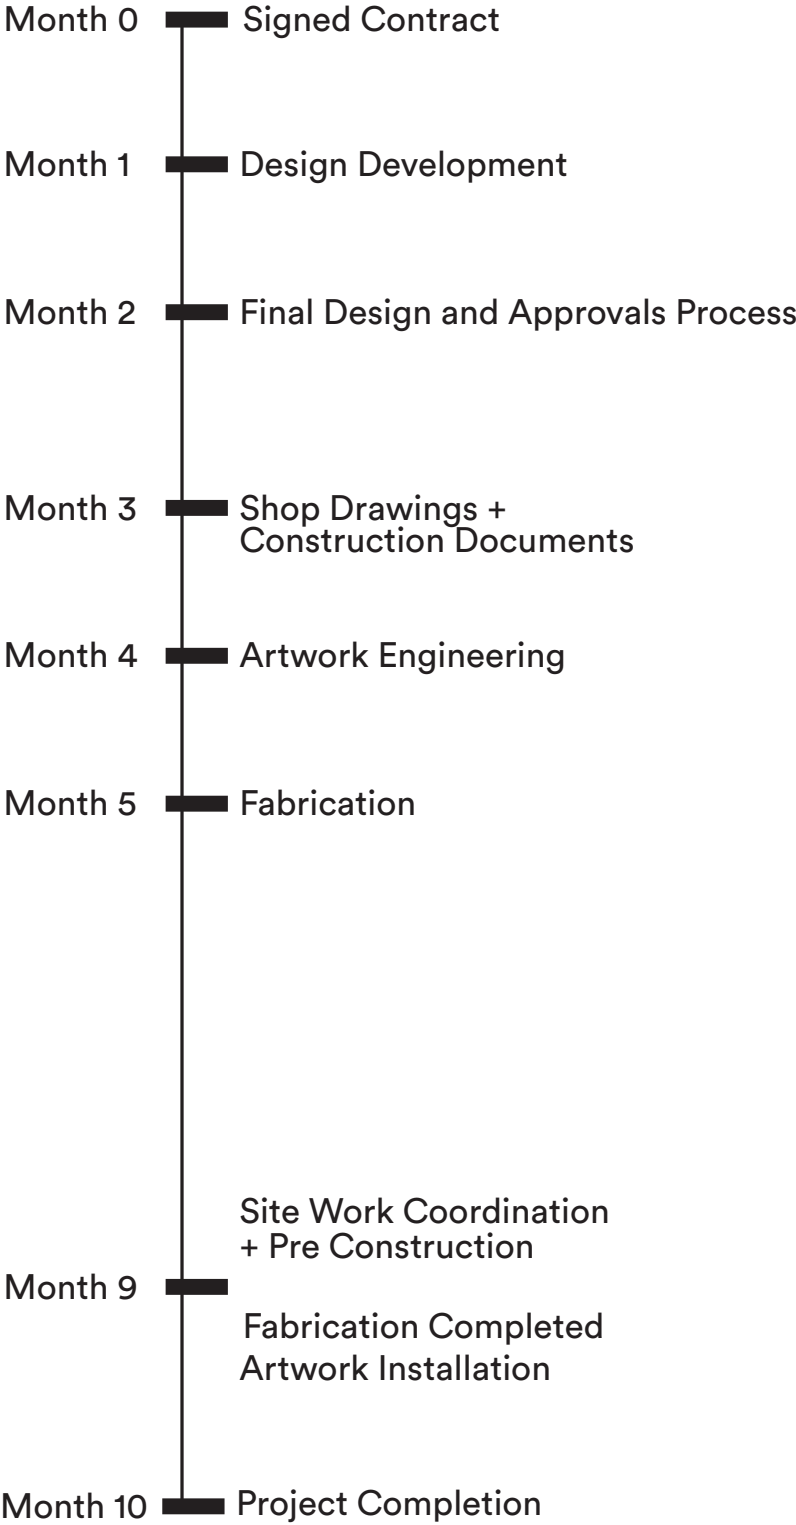 Month 0 Signed Contract
Month 1 Design Development
Month 2 Final Design and Approvals Process
Month 3 Shop Drawings +
Construction Documents
Month 4 Artwork Engineering
Month 5 Fabrication
Site Work Coordination
+ Pre Construction
Month 9
Fabrication Completed
Artwork Installation
Month 10 Project Completion